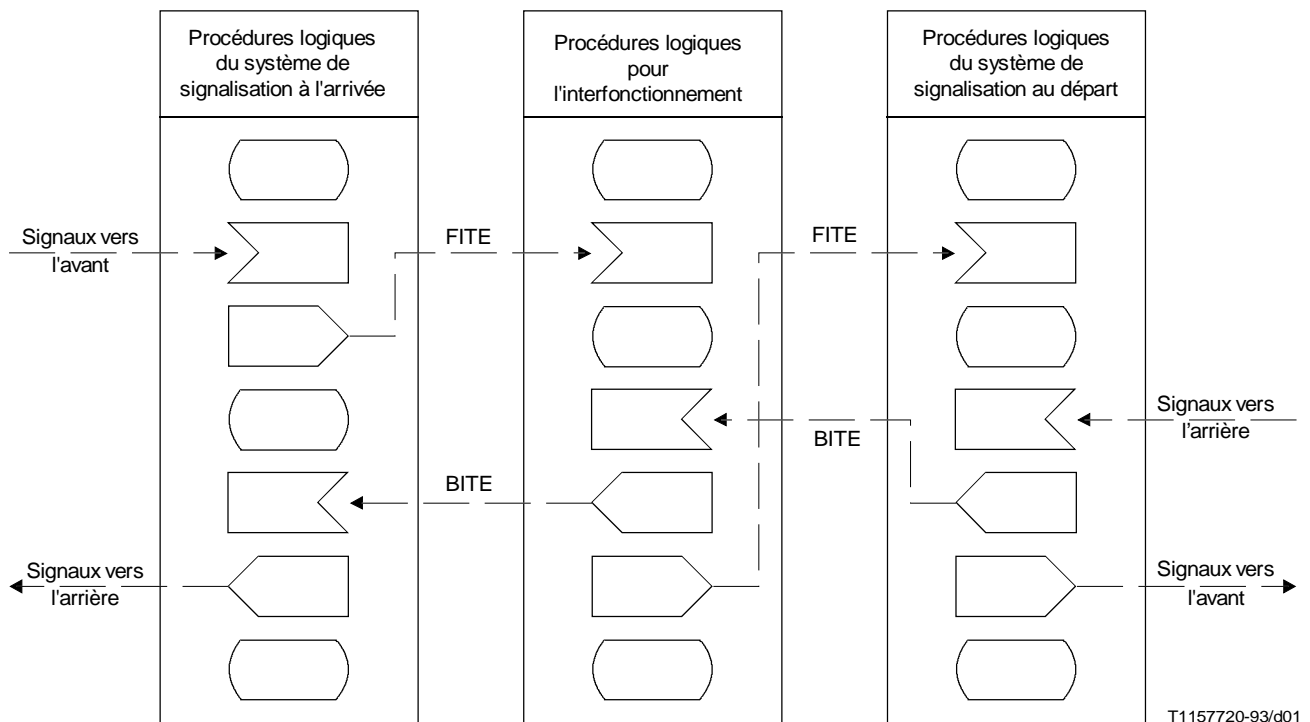 Procédures logiques
du système de
signalisation à l'arrivée
Procédures logiques
pour
l'interfonctionnement
Procédures logiques
du système de
signalisation au départ
Signaux vers
l'avant
FITE
FITE
Signaux vers
l'arrière
BITE
BITE
Signaux vers
l'arrière
Signaux vers
l'avant
T1157720-93/d01